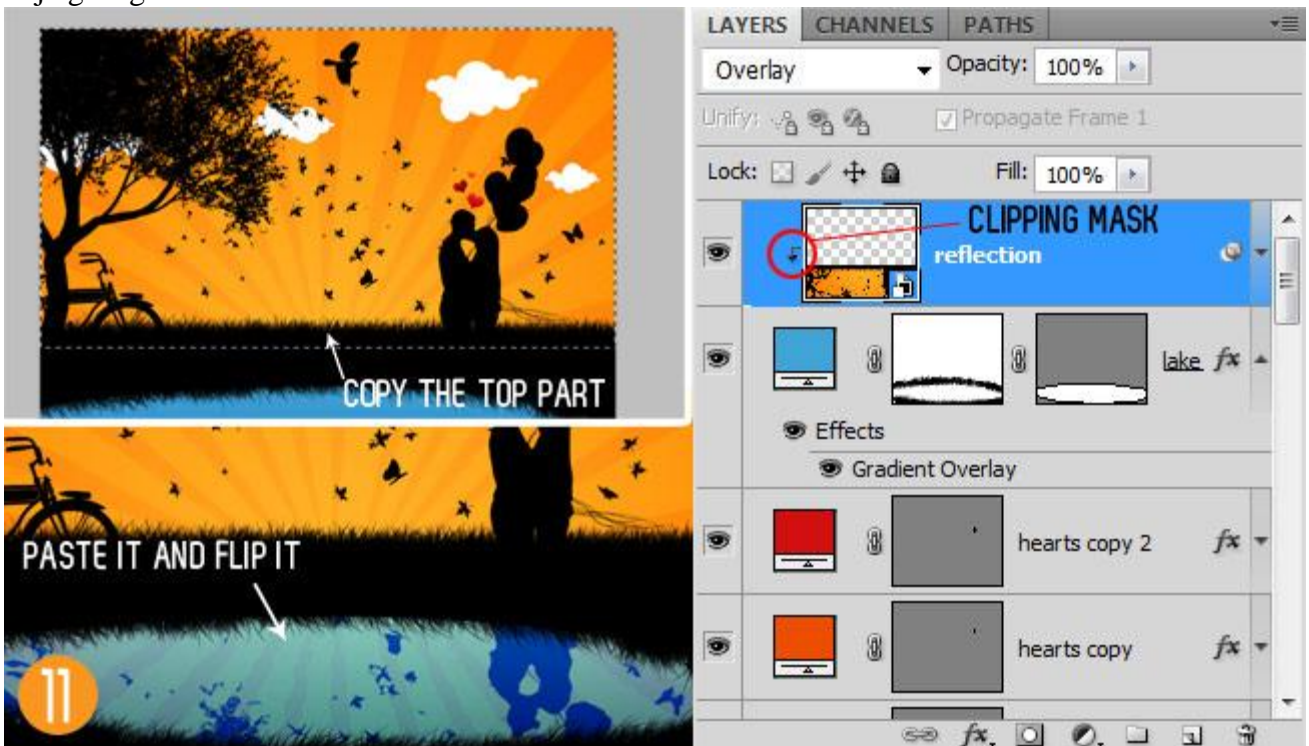 COPY THE TOP PART
PASTE IT AND FLIP IT
11
LAYERS CHANNELS PATHS
Overlay Opacity: 100%
Unify: Propagate Frame 1
Lock: Fill: 100%
CLIPPING MASK
reflection
lake fx
Effects
Gradient Overlay
hearts copy 2 fx
hearts copy fx
fx